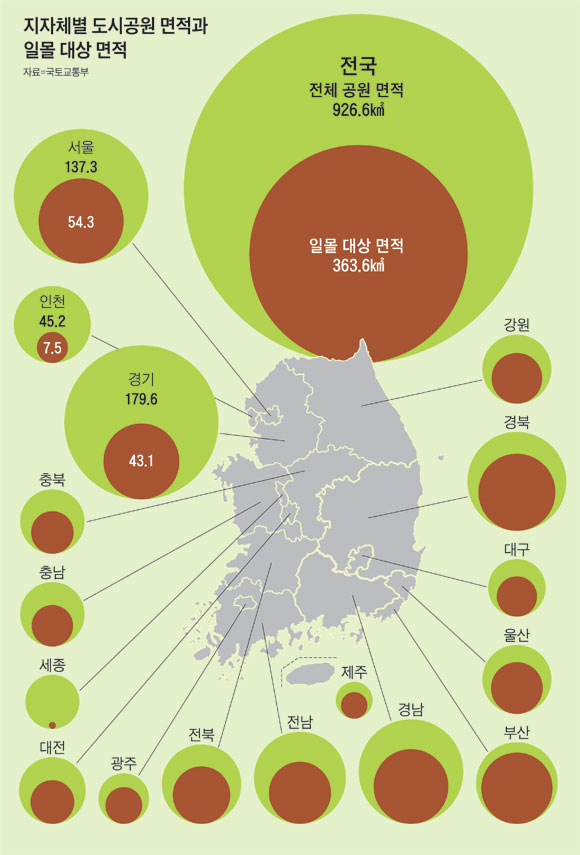 지자체별 도시공원 면적과
일몰 대상 면적
자료=국토교통부
전국
전체 공원 면적
926.6㎢
일몰 대상 면적
363.6㎢
서울
137.3
54.3
인천
45.2
7.5
경기
179.6
43.1
강원
경북
충북
대구
충남
울산
세종
제주
대전
광주
전북
전남
경남
부산